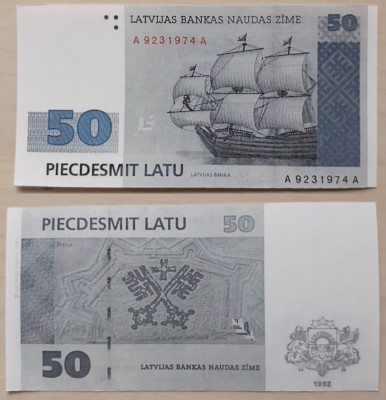 LATVIJAS BANKAS NAUDAS ZĪME 50
A 9231974 A
50
Ls
PIECDESMIT LATU
LATVIJAS BANKA
A 9231974 A
PIECDESMIT LATU 50
50 LATVIJAS BANKAS NAUDAS ZĪME
1992